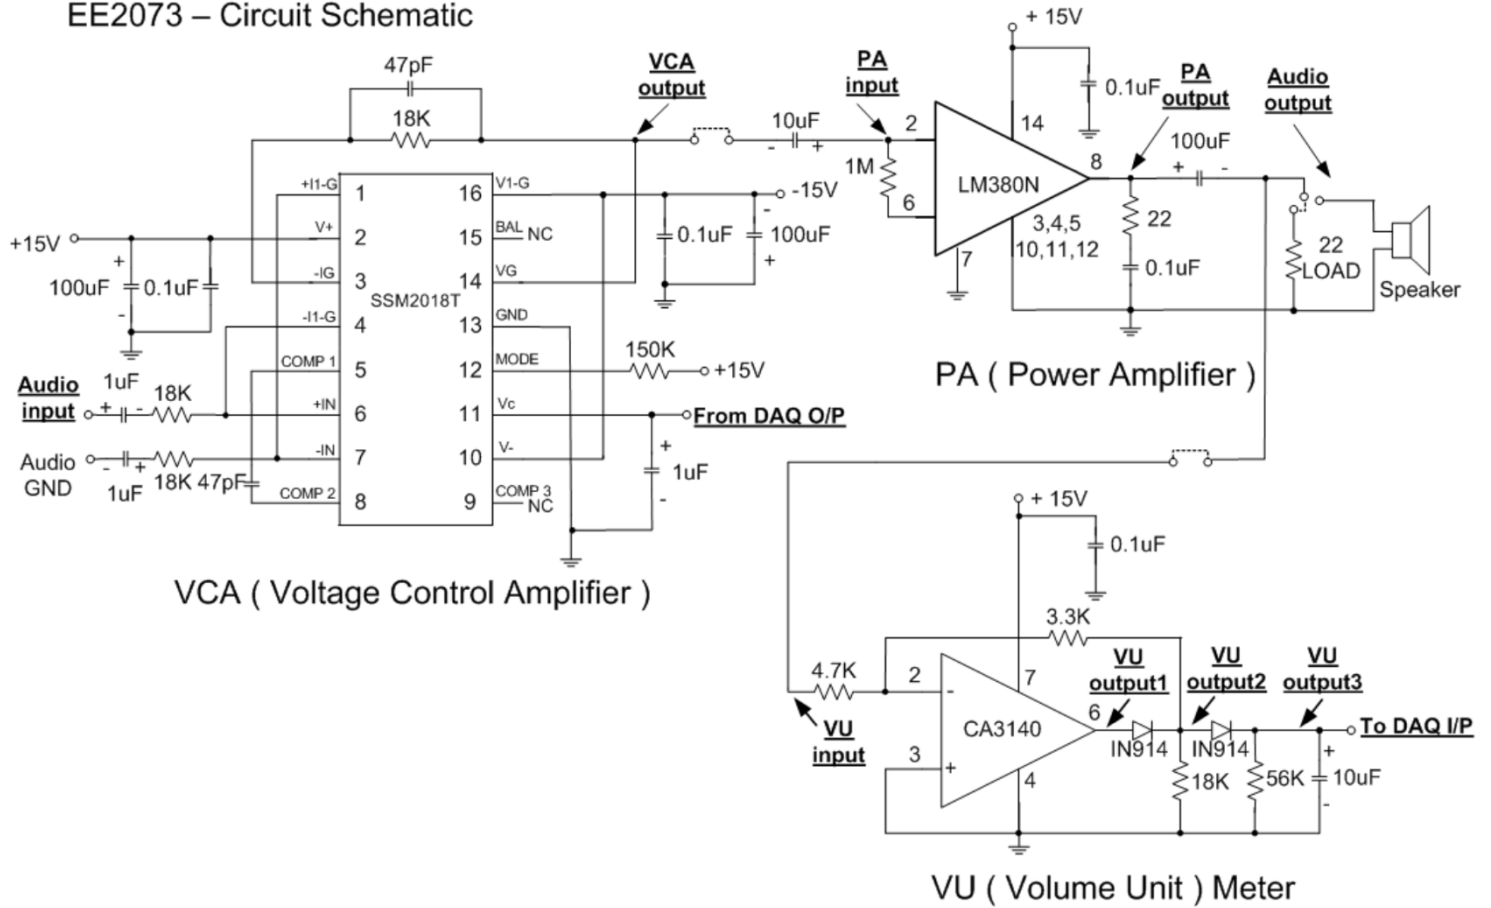 EE2073 – Circuit Schematic
47pF
18K
VCA
output
10uF
PA
input
+ 15V
0.1uF
PA
output
Audio
output
2
14
8
100uF
+
-
-
+
1M
LM380N
6
3,4,5
10,11,12
7
22
0.1uF
22
LOAD
Speaker
PA ( Power Amplifier )
+I1-G
1
16
V1-G
-15V
V+
2
15
BAL
NC
+15V
+
100uF
0.1uF
-
-IG
3
14
VG
-
0.1uF
100uF
+
SSM2018T
-I1-G
4
13
GND
COMP 1
5
12
MODE
150K
+15V
Audio
input
1uF
+
-
18K
+IN
6
11
Vc
From DAQ O/P
Audio
GND
-
+
1uF
18K
47pF
-IN
7
10
V-
+
1uF
-
COMP 2
8
9
COMP 3
NC
VCA ( Voltage Control Amplifier )
+ 15V
0.1uF
3.3K
4.7K
2
-
7
VU
output1
VU
output2
VU
output3
6
CA3140
VU
input
3
+
4
IN914
IN914
To DAQ I/P
18K
56K
+
10uF
-
VU ( Volume Unit ) Meter